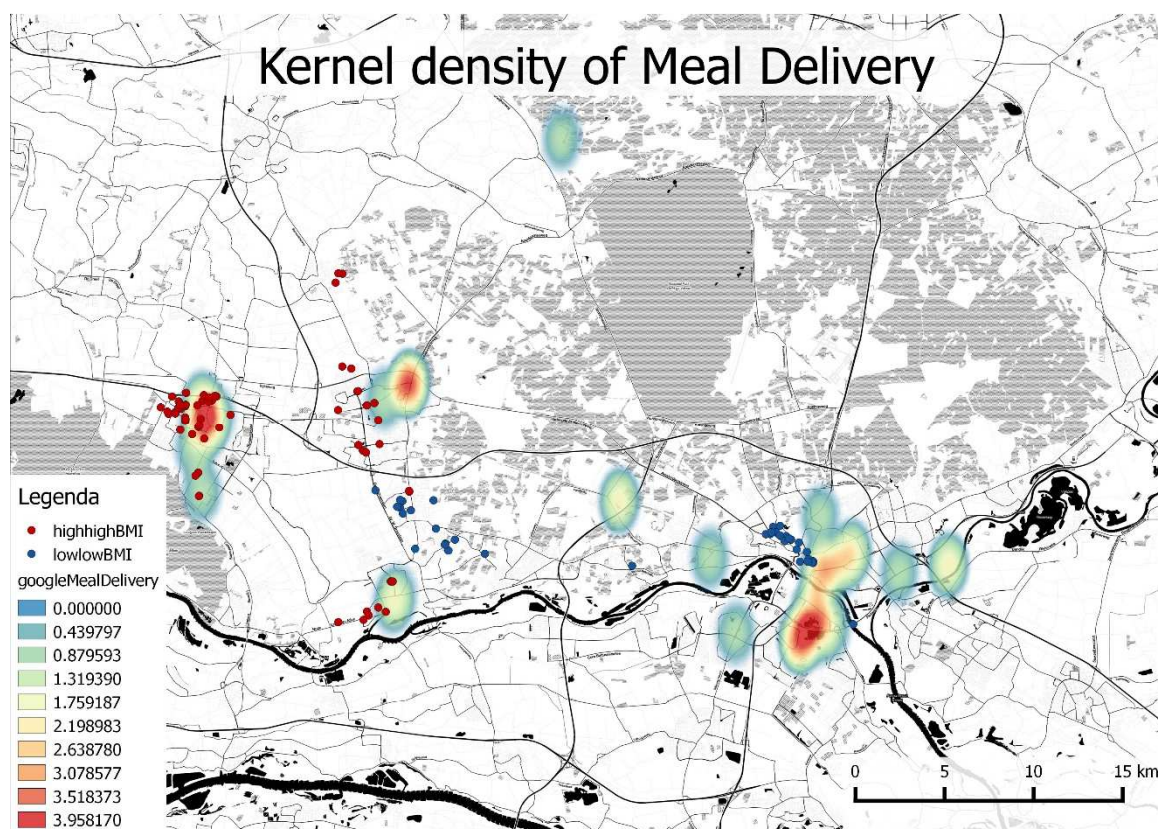 Kernel density of Meal Delivery
Legenda
highhighBMI
lowlowBMI
googleMealDelivery
0.000000
0.439797
0.879593
1.319390
1.759187
2.198983
2.638780
3.078577
3.518373
3.958170
0 5 10 15 km